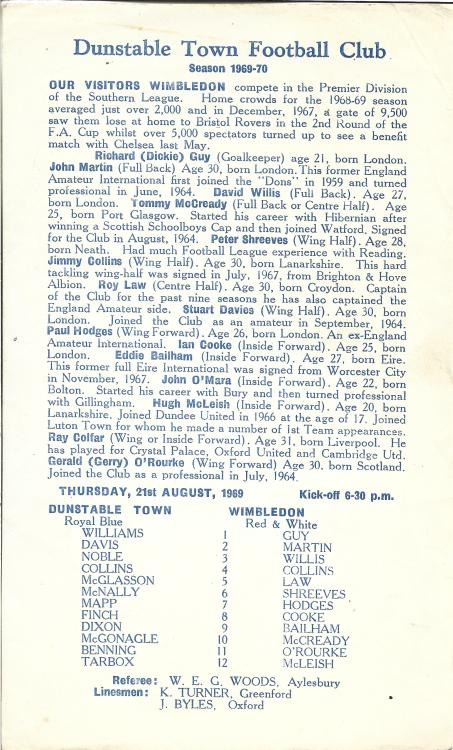 Dunstable Town Football Club
Season 1969-70
OUR VISITORS WIMBLEDON compete in the Premier Division
of the Southern League. Home crowds for the 1968-69 season
averaged just over 2,000 and in December, 1967, a gate of 9,500
saw them lose at home to Bristol Rovers in the 2nd Round of the
F.A. Cup whilst over 5,000 spectators turned up to see a benefit
match with Chelsea last May.
Richard (Dickie) Guy (Goalkeeper) age 21, born London.
John Martin (Full Back) Age 30, born London. This former England
Amateur International first joined the "Dons" in 1959 and turned
professional in June, 1964. David Willis (Full Back). Age 27,
born London. Tommy McCready (Full Back or Centre Half). Age
25, born Port Glasgow. Started his career with Hibernian after
winning a Scottish Schoolboys Cap and then joined Watford. Signed
for the Club in August, 1964. Peter Shreeves (Wing Half). Age 28,
born Neath. Had much Football League experience with Reading.
Jimmy Collins (Wing Half). Age 30, born Lanarkshire. This hard
tackling wing-half was signed in July, 1967, from Brighton & Hove
Albion. Roy Law (Centre Half). Age 30, born Croydon. Captain
of the Club for the past nine seasons he has also captained the
England Amateur side. Stuart Davies (Wing Half). Age 30, born
London. Joined the Club as an amateur in September, 1964.
Paul Hodges (Wing Forward). Age 26, born London. An ex-England
Amateur International. Ian Cooke (Inside Forward). Age 25, born
London. Eddie Bailham (Inside Forward). Age 27, born Eire.
This former full Eire International was signed from Worcester City
in November, 1967. John O'Mara (Inside Forward). Age 22, born
Bolton. Started his career with Bury and then turned professional
with Gillingham. Hugh McLeish (Inside Forward). Age 20, born
Lanarkshire. Joined Dundee United in 1966 at the age of 17. Joined
Luton Town for whom he made a number of 1st Team appearances.
Ray Colfar (Wing or Inside Forward). Age 31, born Liverpool. He
has played for Crystal Palace, Oxford United and Cambridge Utd.
Gerald (Gerry) O'Rourke (Wing Forward) Age 30, born Scotland.
Joined the Club as a professional in July, 1964.
THURSDAY, 21st AUGUST, 1969 Kick-off 6-30 p.m.
DUNSTABLE TOWN WIMBLEDON
Royal Blue Red & White
WILLIAMS 1 GUY
DAVIS 2 MARTIN
NOBLE 3 WILLIS
COLLINS 4 COLLINS
McGLASSON 5 LAW
McNALLY 6 SHREEVES
MAPP 7 HODGES
FINCH 8 COOKE
DIXON 9 BAILHAM
McGONAGLE 10 McCREADY
BENNING 11 O'ROURKE
TARBOX 12 McLEISH
Referee: W. E. G. WOODS, Aylesbury
Linesmen: K. TURNER, Greenford
J. BYLES, Oxford